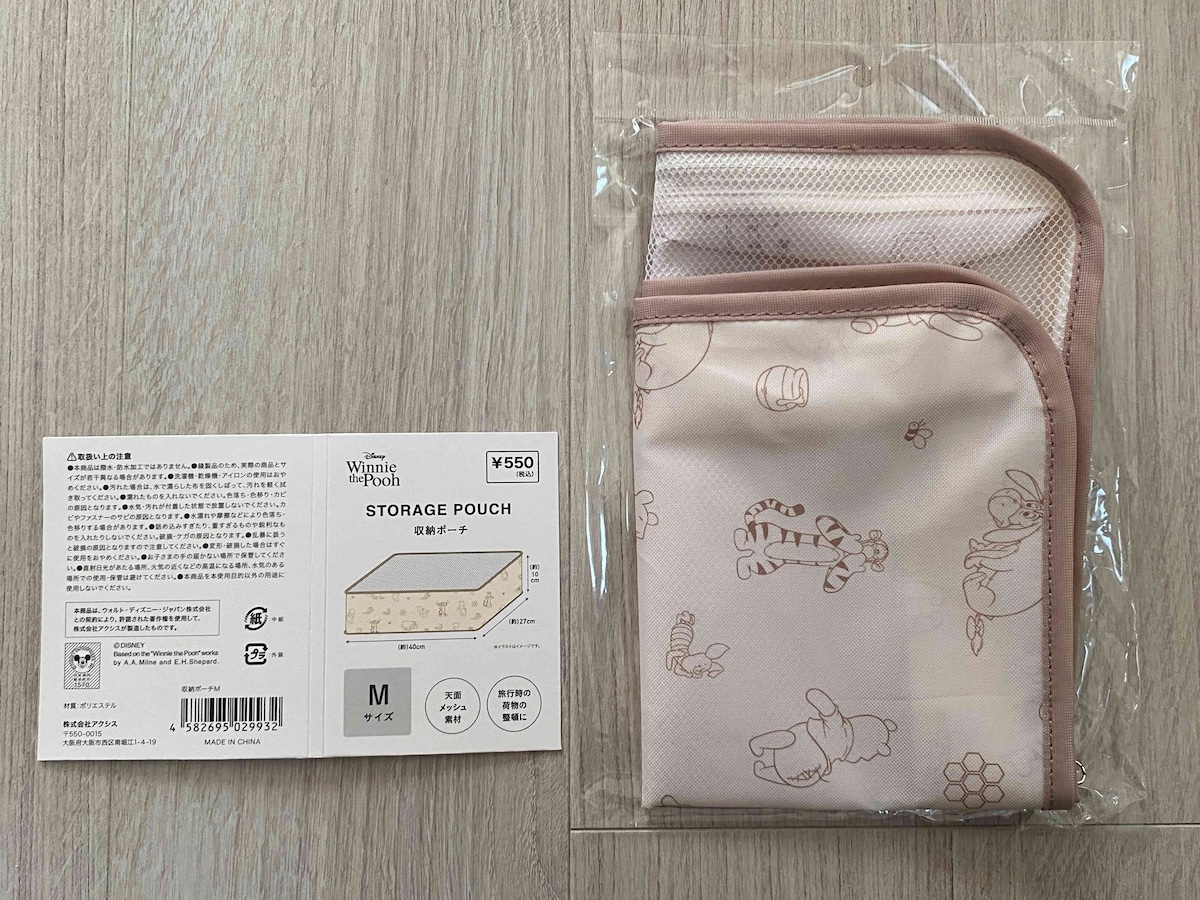 ⚠取扱い上の注意
●本商品は撥水・防水加工ではありません。●縫製品のため、実際の商品とサ
イズが若干異なる場合があります。●洗濯機・乾燥機・アイロンの使用はおや
めください。●汚れた場合は、水で濡らした布を固くしぼって、汚れを軽く拭
き取ってください。●濡れたものを入れないでください。色落ち・色移り・カビ
の原因となります。●水気・汚れが付着した状態で放置しないでください。カ
ビやファスナーのサビの原因となります。●水濡れや摩擦などにより色落ち・
色移りする場合があります。●詰め込みすぎたり、重すぎるものや鋭利なも
のを入れたりしないでください。破損・ケガの原因となります。●乱暴に扱う
と破損の原因となりますので注意してください。●変形・破損した場合はすぐ
に使用をおやめください。●お子さまの手の届かない場所で保管してくださ
い。●直射日光があたる場所、火気の近くなどの高温になる場所、水気のある
場所での使用・保管は避けてください。●本商品を本使用目的以外の用途に
使用しないでください。
本商品は、ウォルト・ディズニー・ジャパン株式会社
との契約により、許諾された著作権を使用して、
株式会社アクシスが製造したものです。
紙 中紙
プラ 外装
©DISNEY
Based on the "Winnie the Pooh" works
by A.A. Milne and E.H.Shepard.
収納ポーチM
材質:ポリエステル
株式会社アクシス
〒550-0015
大阪府大阪市西区南堀江1-4-19
4 582695 029932
MADE IN CHINA
Disney
Winnie
the Pooh
¥550
(税込)
STORAGE POUCH
収納ポーチ
(約)
10
cm
(約)27cm
(約)40cm
※イラストはイメージです。
M
サイズ
天面
メッシュ
素材
旅行時の
荷物の
整頓に